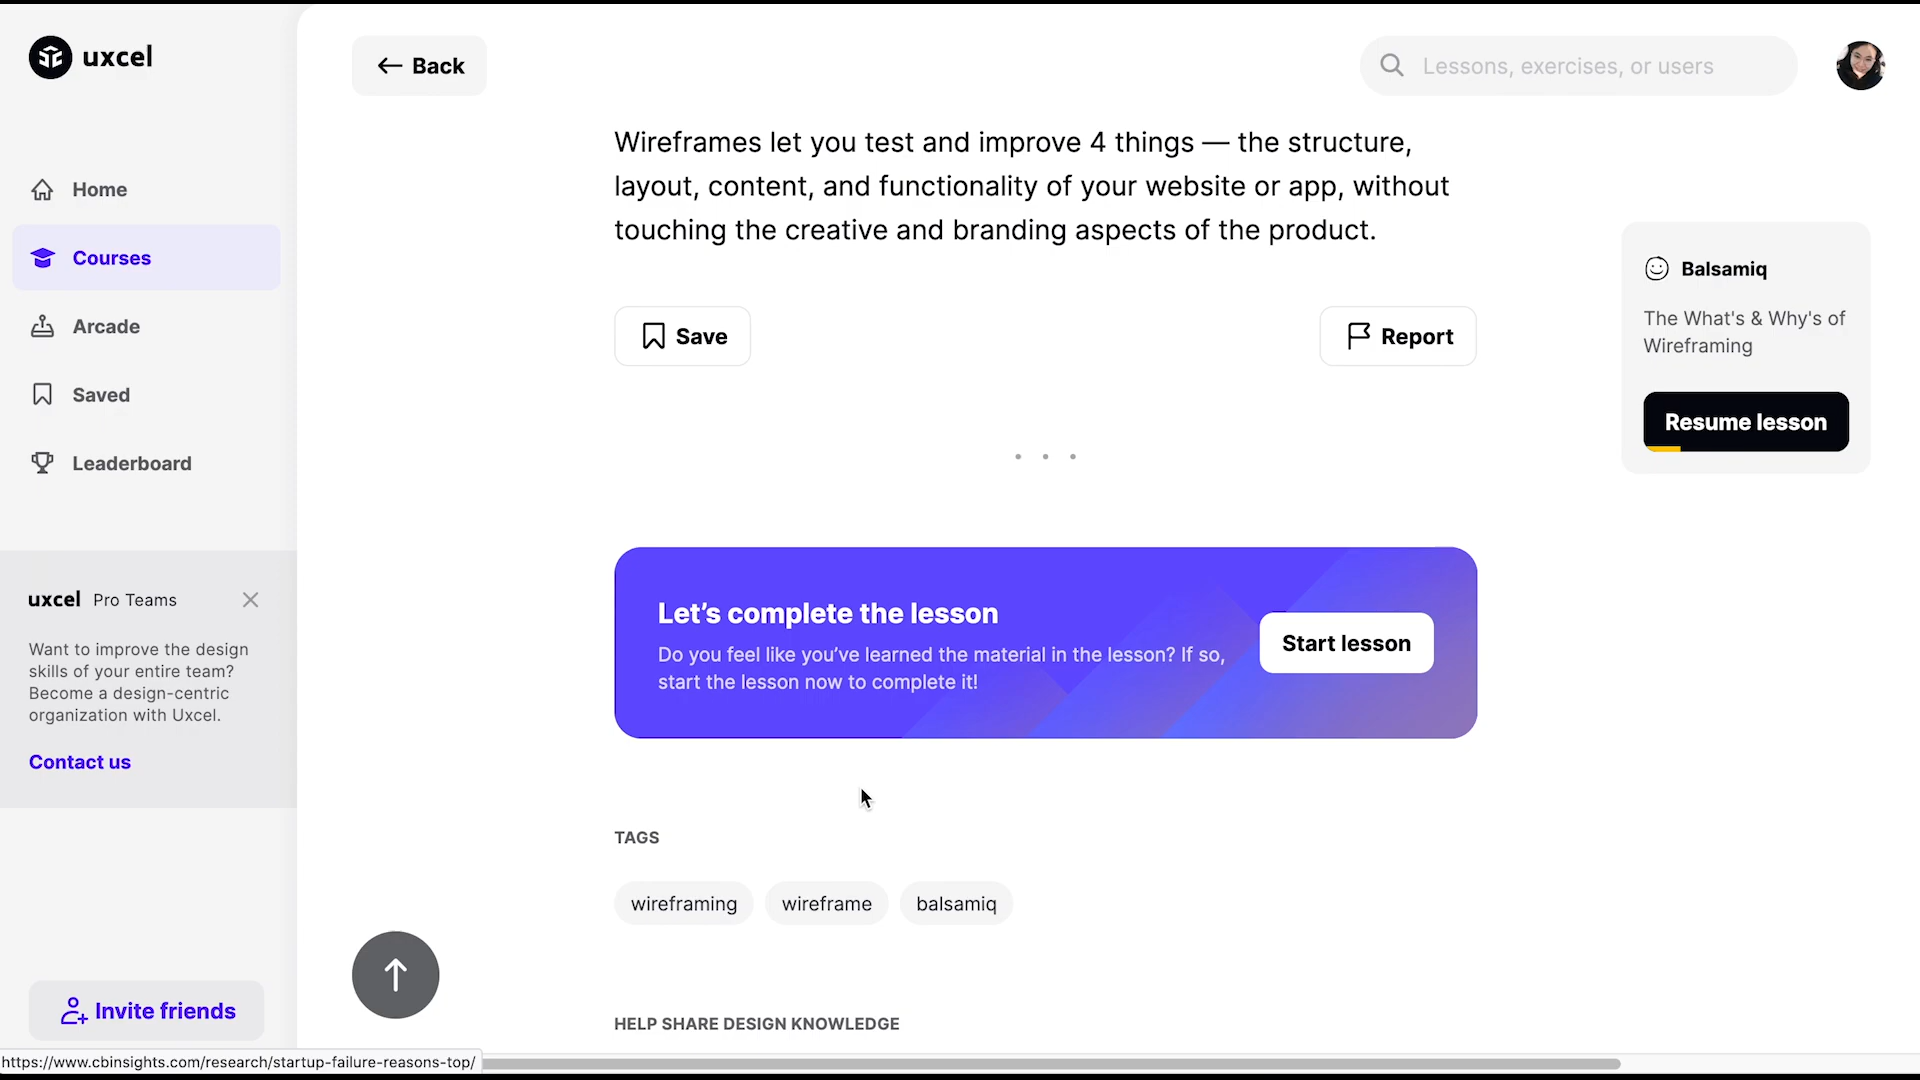 uxcel
Back
Lessons, exercises, or users
Home
Courses
Arcade
Saved
Leaderboard
uxcel Pro Teams
Want to improve the design
skills of your entire team?
Become a design-centric
organization with Uxcel.
Contact us
Invite friends
https://www.cbinsights.com/research/startup-failure-reasons-top/
Wireframes let you test and improve 4 things — the structure,
layout, content, and functionality of your website or app, without
touching the creative and branding aspects of the product.
Save
Report
Let’s complete the lesson
Do you feel like you’ve learned the material in the lesson? If so,
start the lesson now to complete it!
Start lesson
TAGS
wireframing
wireframe
balsamiq
HELP SHARE DESIGN KNOWLEDGE
Balsamiq
The What's & Why's of
Wireframing
Resume lesson